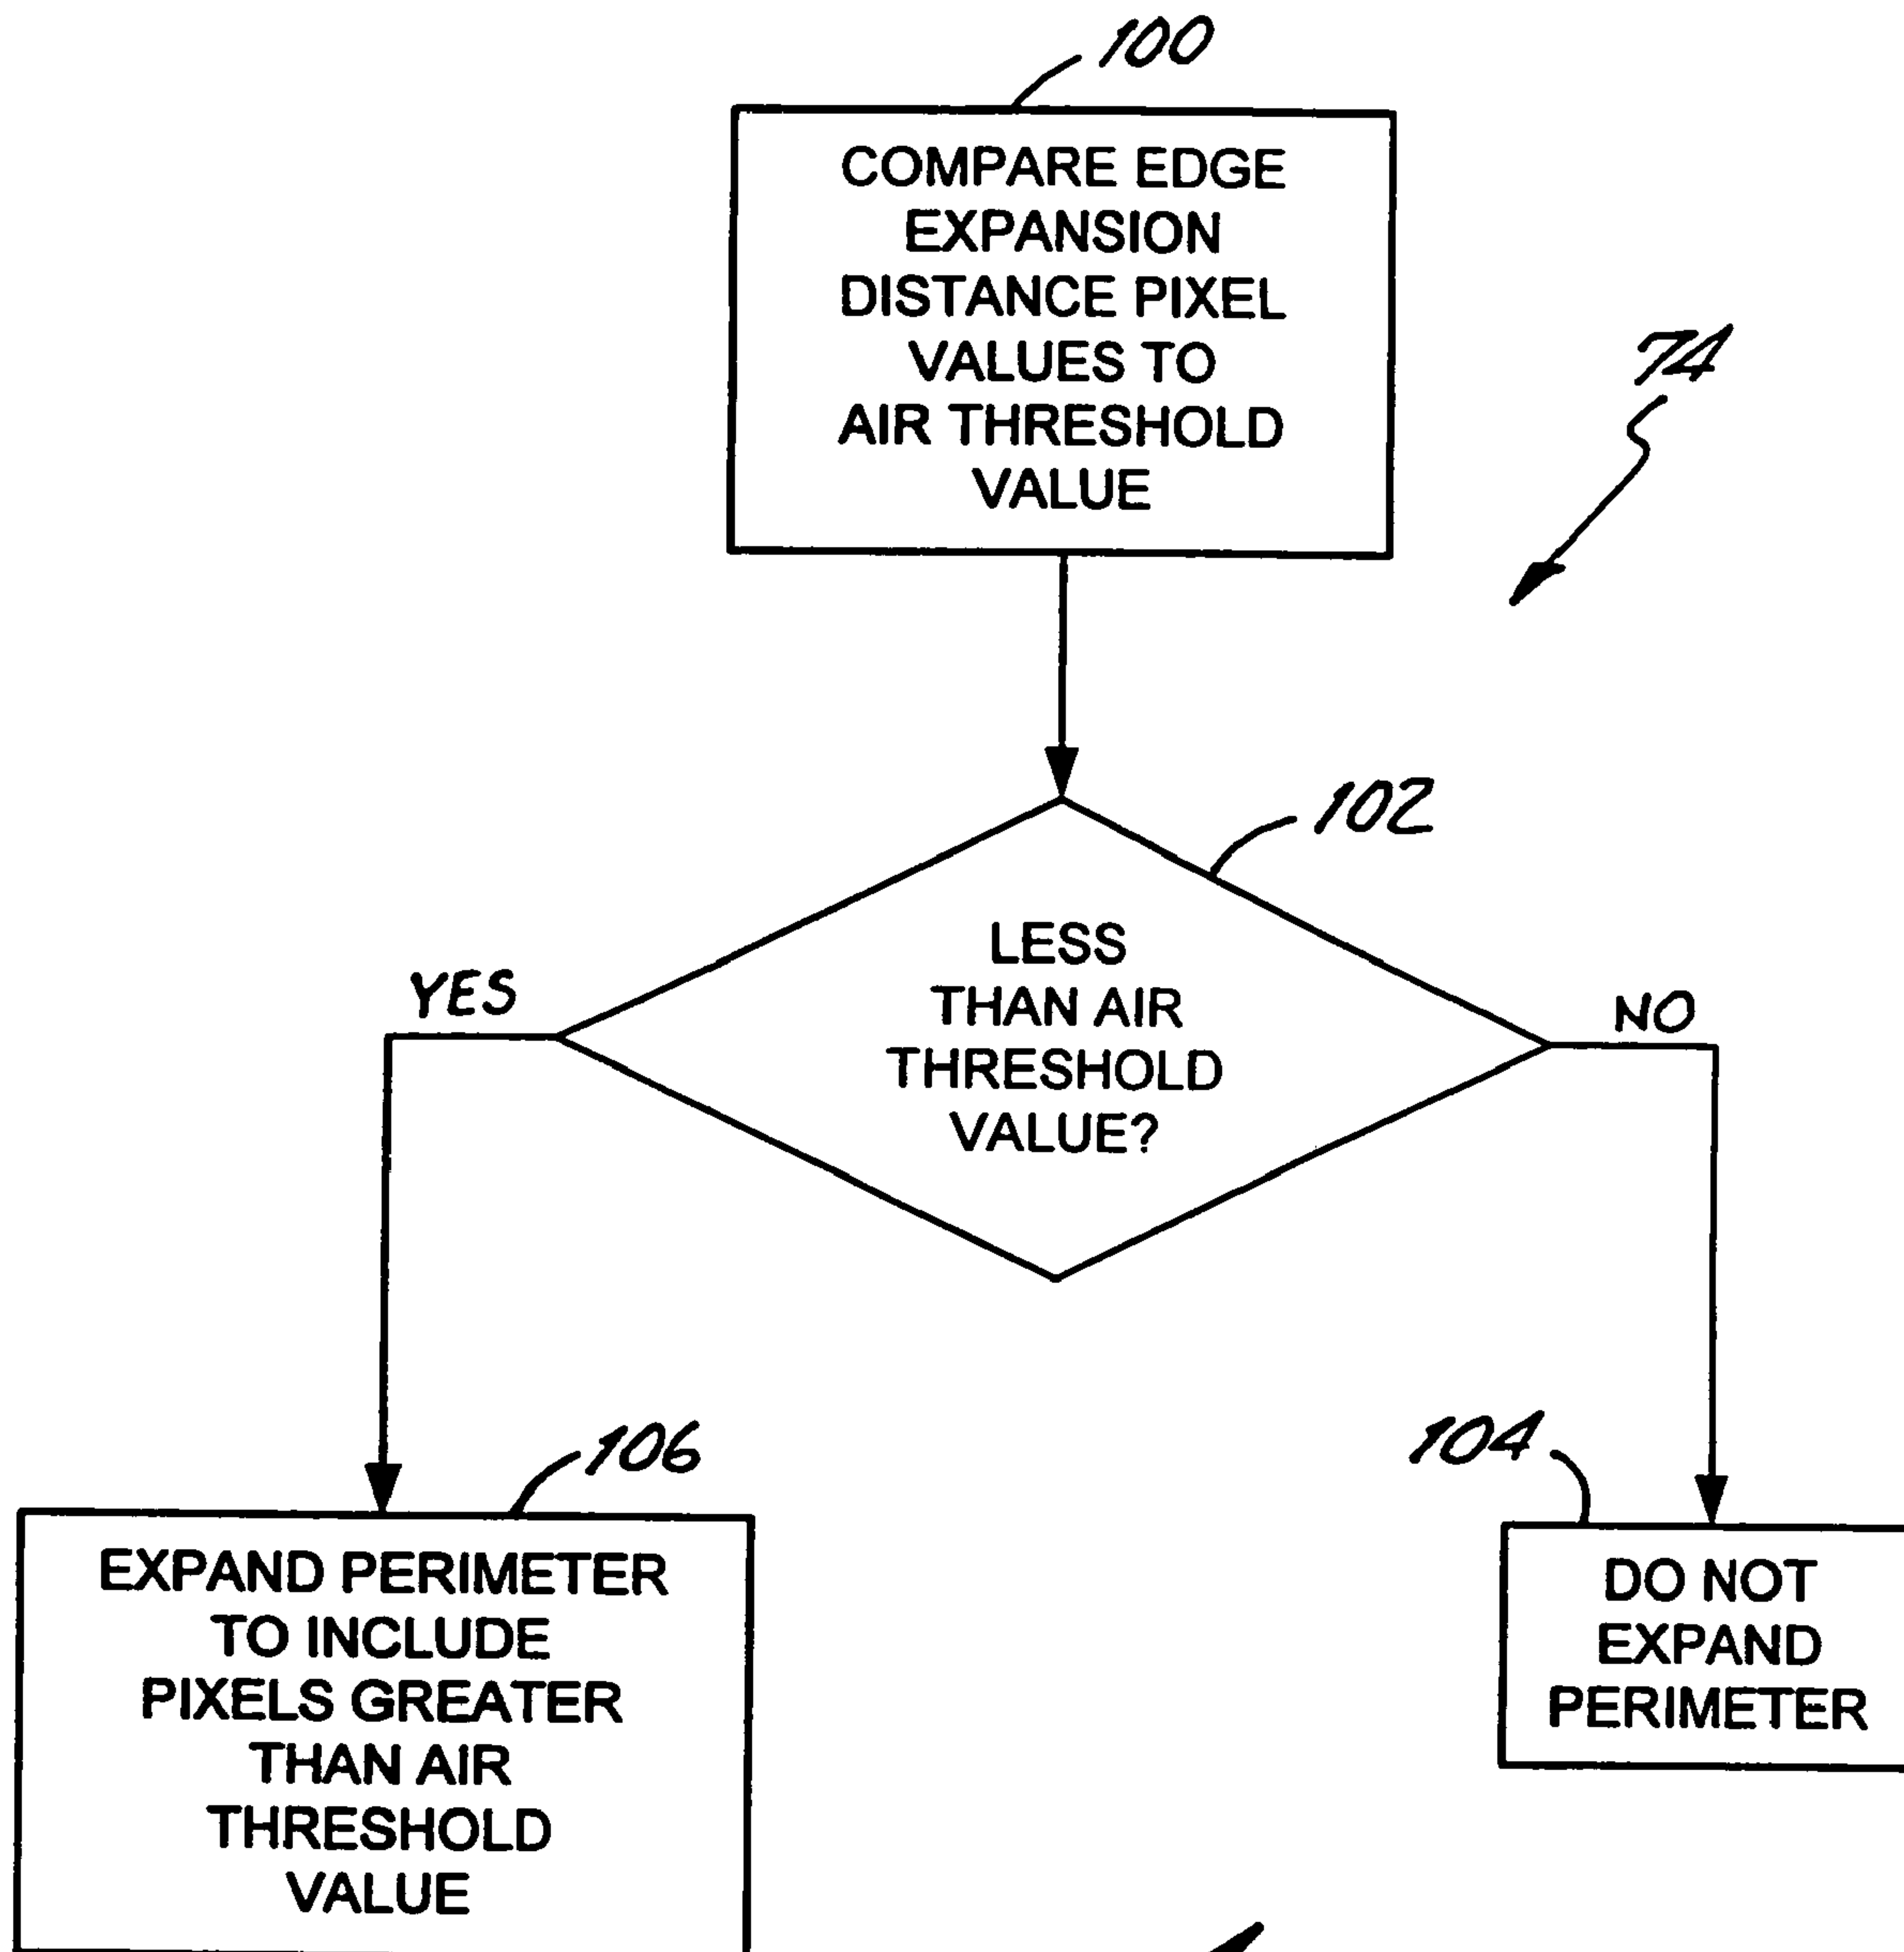 100
COMPARE EDGE
EXPANSION
DISTANCE PIXEL
VALUES TO
AIR THRESHOLD
VALUE
74
102
LESS
THAN AIR
THRESHOLD
VALUE?
YES
NO
106
EXPAND PERIMETER
TO INCLUDE
PIXELS GREATER
THAN AIR
THRESHOLD
VALUE
104
DO NOT
EXPAND
PERIMETER